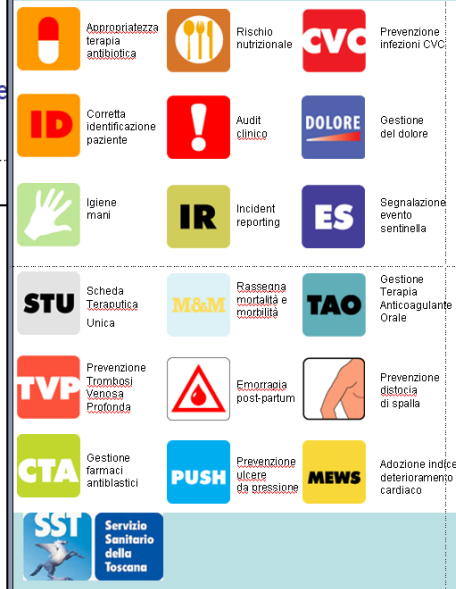 Appropriatezza
terapia
antibiotica
Rischio
nutrizionale
CVC
Prevenzione
infezioni CVC
ID
Corretta
identificazione
paziente
!
Audit
clinico
DOLORE
Gestione
del dolore
Igiene
mani
IR
Incident
reporting
ES
Segnalazione
evento
sentinella
STU
Scheda
Teraputica
Unica
M&M
Rassegna
mortalità e
morbilità
TAO
Gestione
Terapia
Anticoagulante
Orale
TVP
Prevenzione
Trombosi
Venosa
Profonda
Emorragia
post-partum
Prevenzione
distocia
di spalla
CTA
Gestione
farmaci
antiblastici
PUSH
Prevenzione
ulcere
da pressione
MEWS
Adozione indice
deterioramento
cardiaco
SST
Servizio
Sanitario
della
Toscana